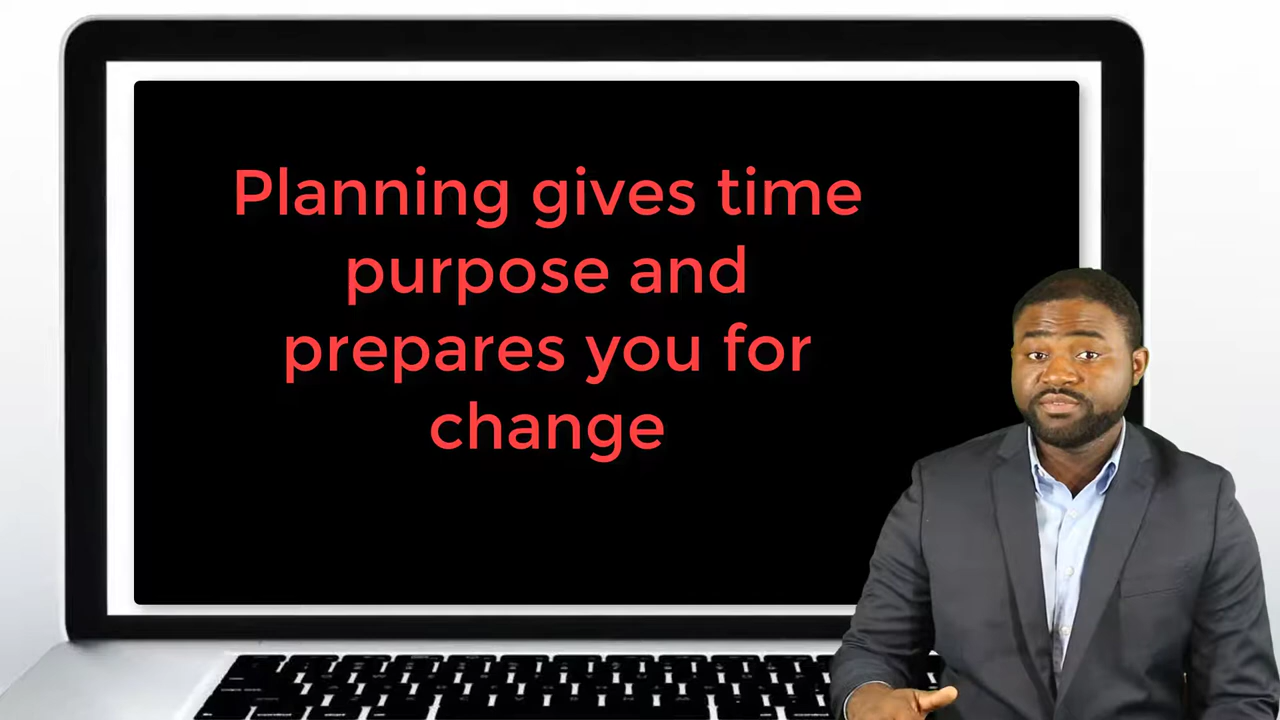 Planning gives time
purpose and
prepares you for
change